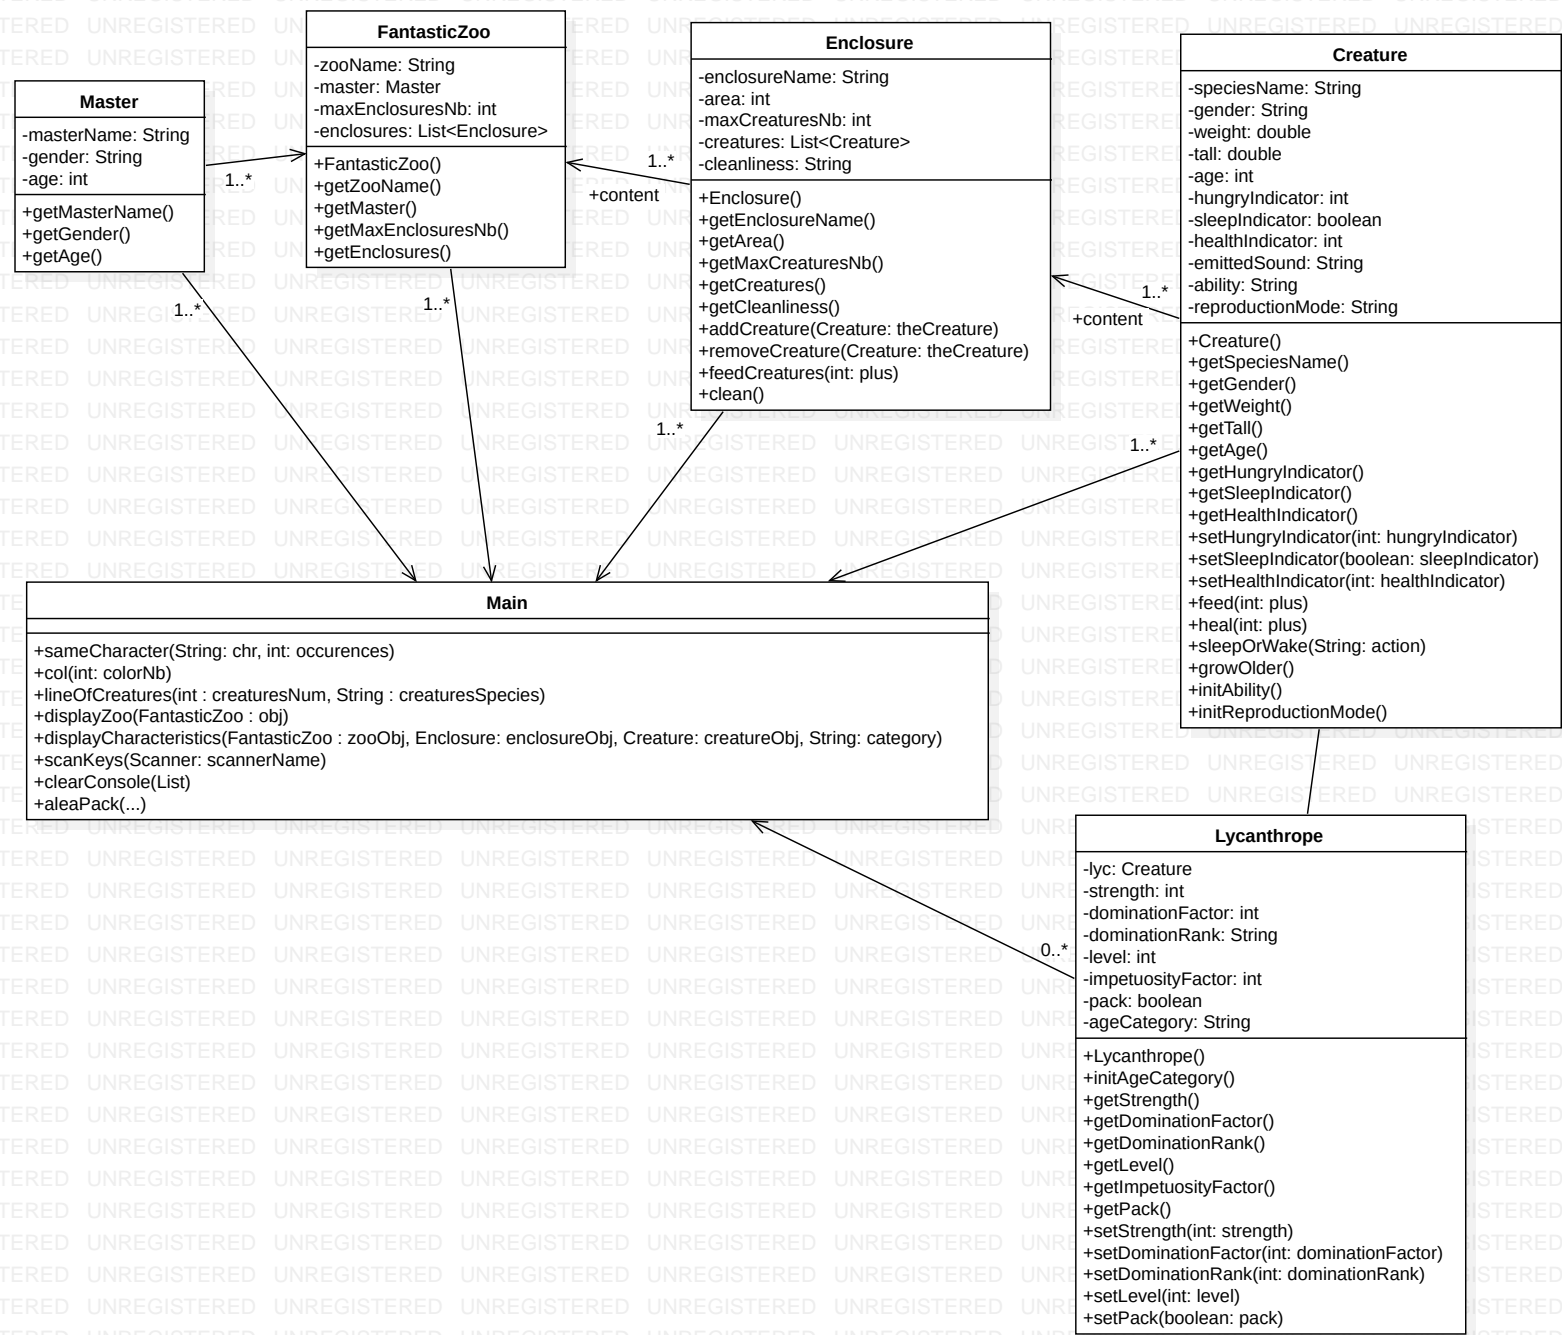 Master
-masterName: String
-gender: String
-age: int
+getMasterName()
+getGender()
+getAge()
1..*
1..*
FantasticZoo
-zooName: String
-master: Master
-maxEnclosuresNb: int
-enclosures: List<Enclosure>
+FantasticZoo()
+getZooName()
+getMaster()
+getMaxEnclosuresNb()
+getEnclosures()
1..*
1..*
+content
Enclosure
-enclosureName: String
-area: int
-maxCreaturesNb: int
-creatures: List<Creature>
-cleanliness: String
+Enclosure()
+getEnclosureName()
+getArea()
+getMaxCreaturesNb()
+getCreatures()
+getCleanliness()
+addCreature(Creature: theCreature)
+removeCreature(Creature: theCreature)
+feedCreatures(int: plus)
+clean()
1..*
1..*
+content
1..*
Creature
-speciesName: String
-gender: String
-weight: double
-tall: double
-age: int
-hungryIndicator: int
-sleepIndicator: boolean
-healthIndicator: int
-emittedSound: String
-ability: String
-reproductionMode: String
+Creature()
+getSpeciesName()
+getGender()
+getWeight()
+getTall()
+getAge()
+getHungryIndicator()
+getSleepIndicator()
+getHealthIndicator()
+setHungryIndicator(int: hungryIndicator)
+setSleepIndicator(boolean: sleepIndicator)
+setHealthIndicator(int: healthIndicator)
+feed(int: plus)
+heal(int: plus)
+sleepOrWake(String: action)
+growOlder()
+initAbility()
+initReproductionMode()
Main
+sameCharacter(String: chr, int: occurences)
+col(int: colorNb)
+lineOfCreatures(int : creaturesNum, String : creaturesSpecies)
+displayZoo(FantasticZoo : obj)
+displayCharacteristics(FantasticZoo : zooObj, Enclosure: enclosureObj, Creature: creatureObj, String: category)
+scanKeys(Scanner: scannerName)
+clearConsole(List)
+aleaPack(...)
0..*
Lycanthrope
-lyc: Creature
-strength: int
-dominationFactor: int
-dominationRank: String
-level: int
-impetuosityFactor: int
-pack: boolean
-ageCategory: String
+Lycanthrope()
+initAgeCategory()
+getStrength()
+getDominationFactor()
+getDominationRank()
+getLevel()
+getImpetuosityFactor()
+getPack()
+setStrength(int: strength)
+setDominationFactor(int: dominationFactor)
+setDominationRank(int: dominationRank)
+setLevel(int: level)
+setPack(boolean: pack)
UNREGISTERED